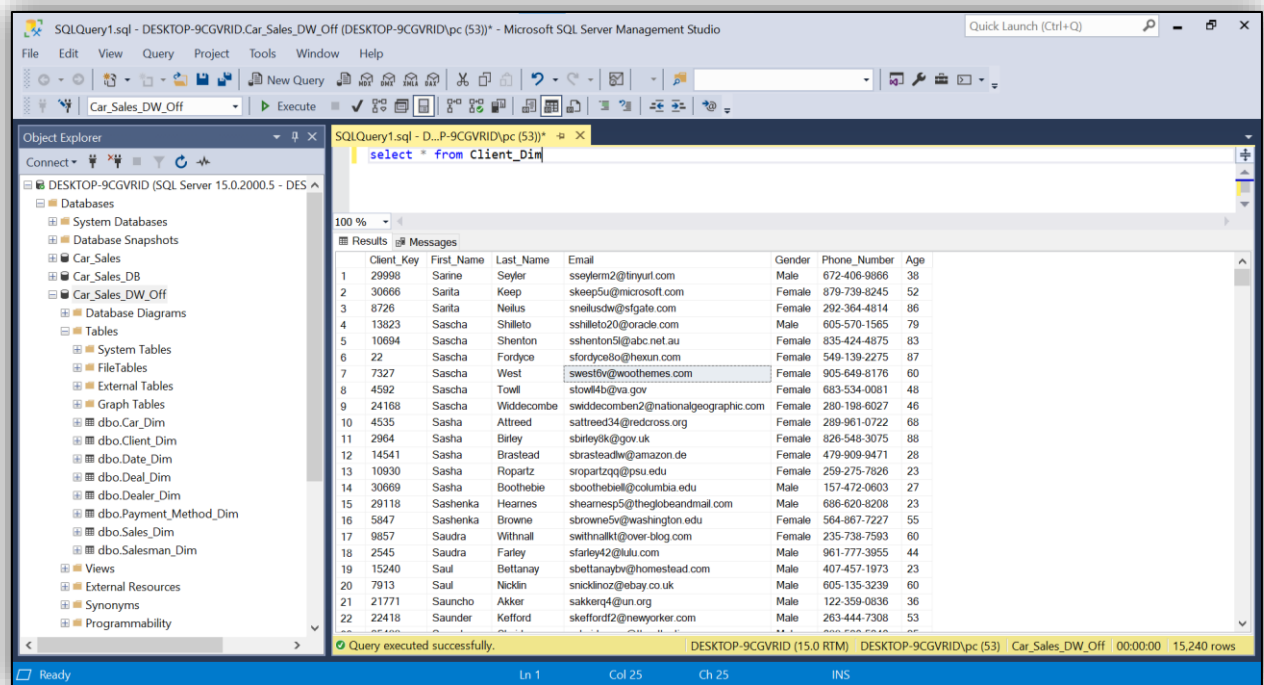 SQLQuery1.sql - DESKTOP-9CGVRID.Car_Sales_DW_Off (DESKTOP-9CGVRID\pc (53))* - Microsoft SQL Server Management Studio
Quick Launch (Ctrl+Q)
File Edit View Query Project Tools Window Help
New Query MDX DMX XMLA DAX
Car_Sales_DW_Off Execute
Object Explorer
SQLQuery1.sql - D...P-9CGVRID\pc (53))*
Connect
select * from Client_Dim
DESKTOP-9CGVRID (SQL Server 15.0.2000.5 - DES
Databases
System Databases
Database Snapshots
Car_Sales
Car_Sales_DB
Car_Sales_DW_Off
Database Diagrams
Tables
System Tables
FileTables
External Tables
Graph Tables
dbo.Car_Dim
dbo.Client_Dim
dbo.Date_Dim
dbo.Deal_Dim
dbo.Dealer_Dim
dbo.Payment_Method_Dim
dbo.Sales_Dim
dbo.Salesman_Dim
Views
External Resources
Synonyms
Programmability
100 %
Results Messages
Client_Key First_Name Last_Name Email Gender Phone_Number Age
1 29998 Sarine Seyler sseylerm2@tinyurl.com Male 672-406-9866 38
2 30666 Sarita Keep skeep5u@microsoft.com Female 879-739-8245 52
3 8726 Sarita Neilus sneilusdw@sfgate.com Female 292-364-4814 86
4 13823 Sascha Shilleto sshilleto20@oracle.com Male 605-570-1565 79
5 10694 Sascha Shenton sshenton5l@abc.net.au Female 835-424-4875 83
6 22 Sascha Fordyce sfordyce8o@hexun.com Female 549-139-2275 87
7 7327 Sascha West swest6v@woothemes.com Female 905-649-8176 60
8 4592 Sascha Towll stowll4b@va.gov Female 683-534-0081 48
9 24168 Sascha Widdecombe swiddecomben2@nationalgeographic.com Female 280-198-6027 46
10 4535 Sasha Attreed sattreed34@redcross.org Female 289-961-0722 68
11 2964 Sasha Birley sbirley8k@gov.uk Female 826-548-3075 88
12 14541 Sasha Brastead sbrasteadlw@amazon.de Female 479-909-9471 28
13 10930 Sasha Ropartz sropartzqq@psu.edu Female 259-275-7826 23
14 30669 Sasha Boothebie sboothebiell@columbia.edu Male 157-472-0603 27
15 29118 Sashenka Hearnes shearnesp5@theglobeandmail.com Male 686-620-8208 23
16 5847 Sashenka Browne sbrowne5v@washington.edu Female 564-867-7227 55
17 9857 Saudra Withnall swithnallkt@over-blog.com Female 235-738-7593 60
18 2545 Saudra Farley sfarley42@lulu.com Male 961-777-3955 44
19 15240 Saul Bettanay sbettanaybv@homestead.com Male 407-457-1973 23
20 7913 Saul Nicklin snicklinoz@ebay.co.uk Male 605-135-3239 60
21 21771 Sauncho Akker sakkerq4@un.org Male 122-359-0836 36
22 22418 Saunder Kefford skeffordf2@newyorker.com Male 263-444-7308 53
Query executed successfully. DESKTOP-9CGVRID (15.0 RTM) DESKTOP-9CGVRID\pc (53) Car_Sales_DW_Off 00:00:00 15,240 rows
Ready Ln 1 Col 25 Ch 25 INS